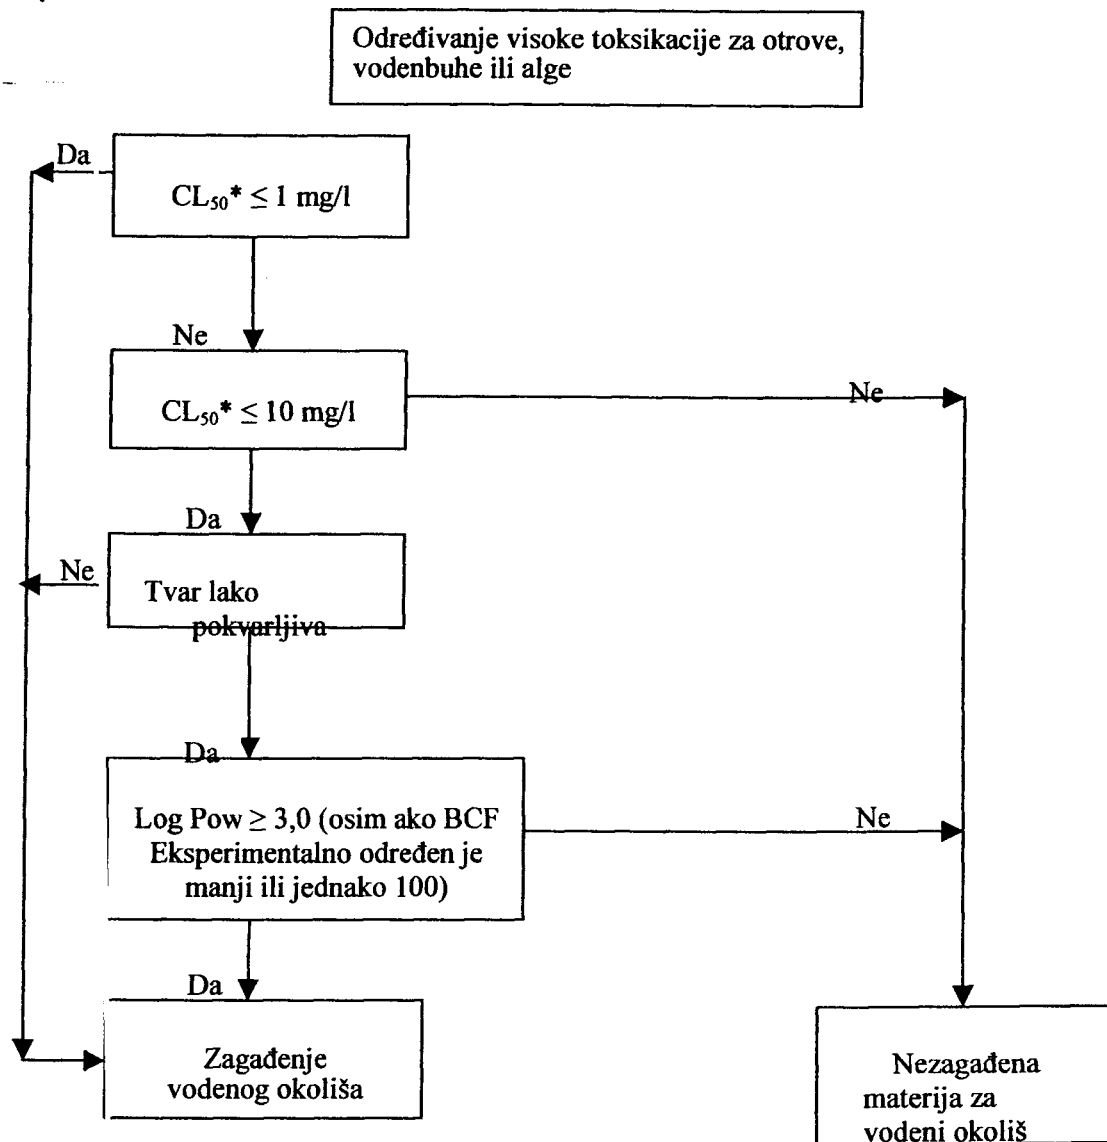 Određivanje visoke toksikacije za otrove,
vodenbuhe ili alge
Da
CL₅₀* ≤ 1 mg/l
Ne
CL₅₀* ≤ 10 mg/l
Ne
Da
Ne
Tvar lako
pokvarljiva
Da
Log Pow ≥ 3,0 (osim ako BCF
Eksperimentalno određen je
manji ili jednako 100)
Ne
Da
Zagađenje
vodenog okoliša
Nezagađena
materija za
vodeni okoliš